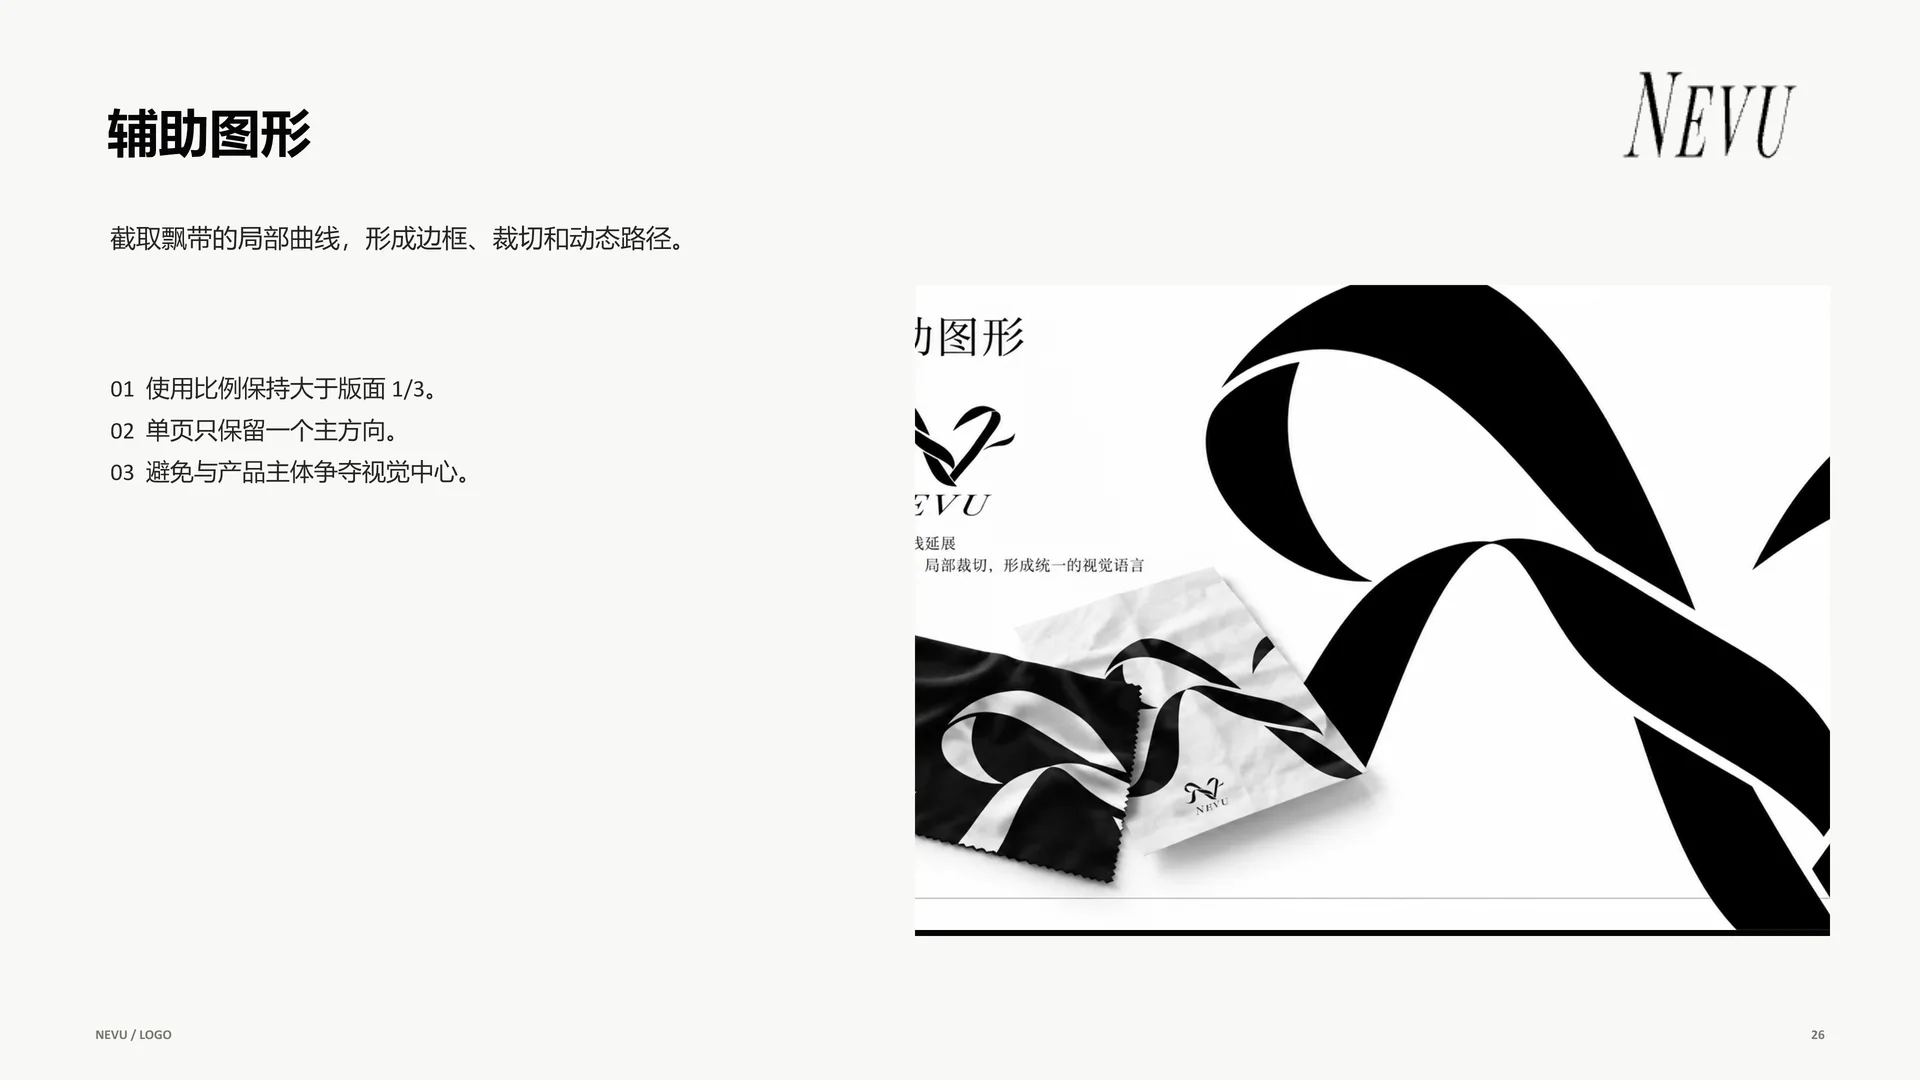 辅助图形
NEVU
截取飘带的局部曲线，形成边框、裁切和动态路径。
01 使用比例保持大于版面 1/3。
02 单页只保留一个主方向。
03 避免与产品主体争夺视觉中心。
图形
EVU
延展
局部裁切，形成统一的视觉语言
NEVU
NEVU / LOGO
26